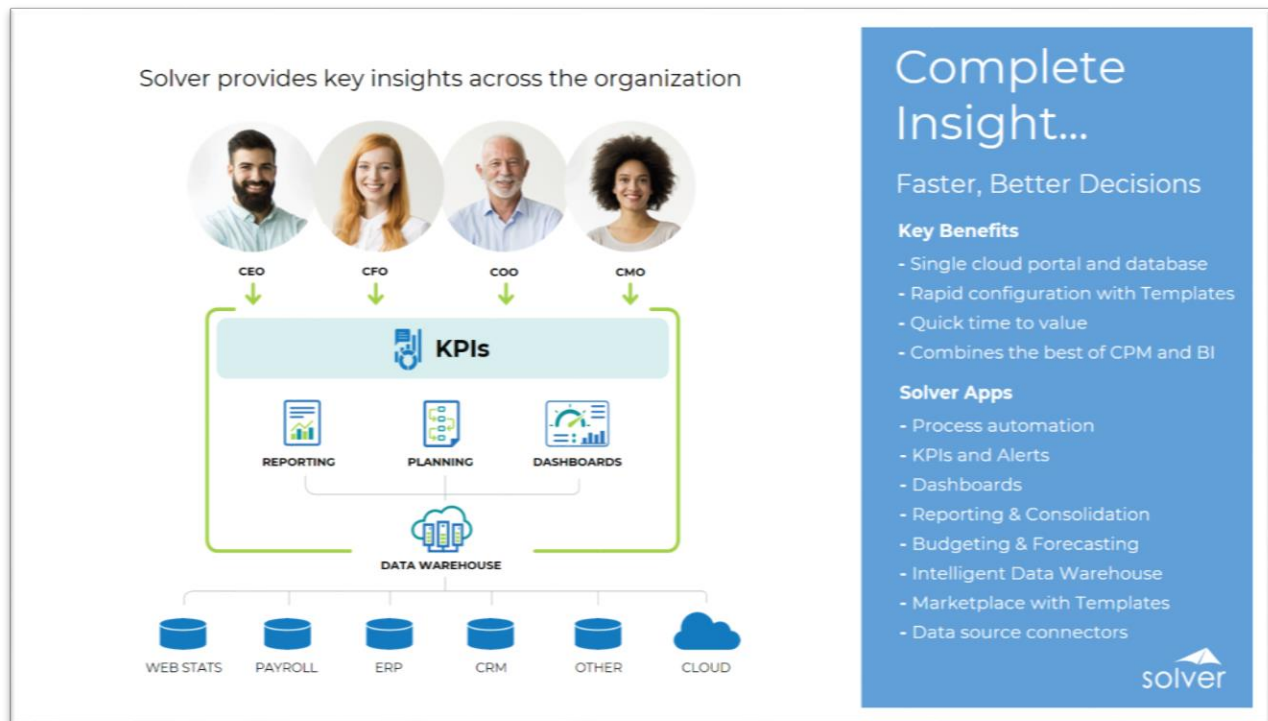 Solver provides key insights across the organization
CEO
CFO
COO
CMO
KPIs
REPORTING
PLANNING
DASHBOARDS
DATA WAREHOUSE
WEB STATS
PAYROLL
ERP
CRM
OTHER
CLOUD
Complete
Insight...
Faster, Better Decisions
Key Benefits
- Single cloud portal and database
- Rapid configuration with Templates
- Quick time to value
- Combines the best of CPM and BI
Solver Apps
- Process automation
- KPIs and Alerts
- Dashboards
- Reporting & Consolidation
- Budgeting & Forecasting
- Intelligent Data Warehouse
- Marketplace with Templates
- Data source connectors
solver